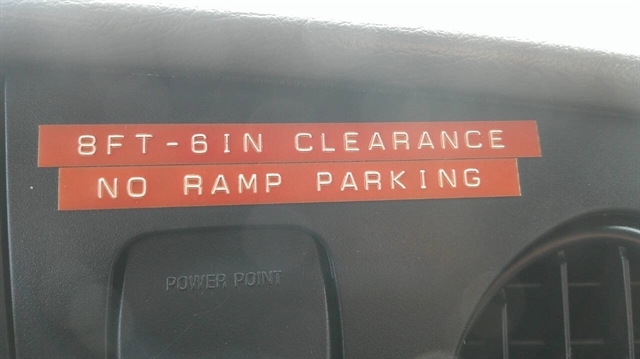 8FT-6IN CLEARANCE
NO RAMP PARKING
POWER POINT